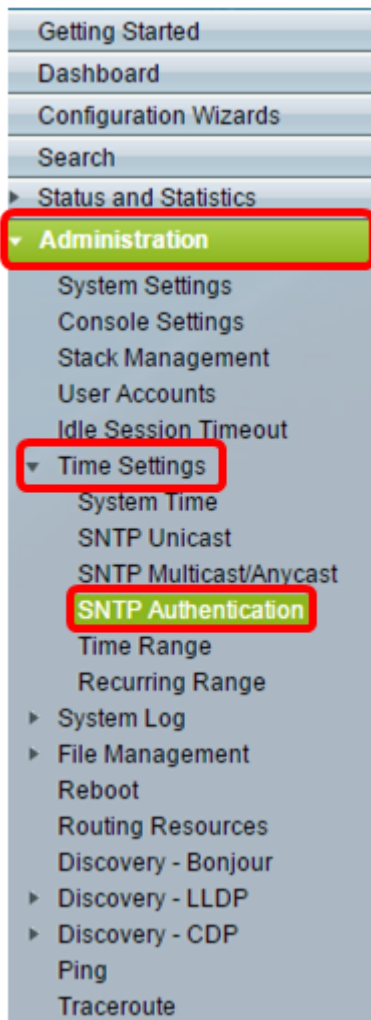 Getting Started
Dashboard
Configuration Wizards
Search
Status and Statistics
Administration
System Settings
Console Settings
Stack Management
User Accounts
Idle Session Timeout
Time Settings
System Time
SNTP Unicast
SNTP Multicast/Anycast
SNTP Authentication
Time Range
Recurring Range
System Log
File Management
Reboot
Routing Resources
Discovery - Bonjour
Discovery - LLDP
Discovery - CDP
Ping
Traceroute